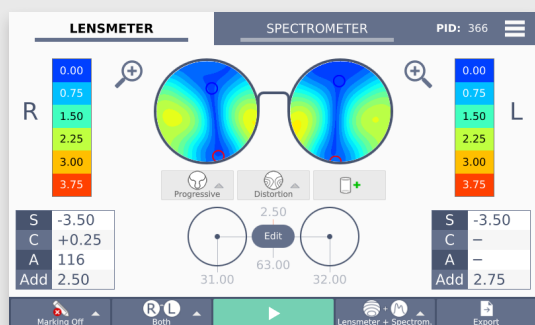 LENSMETER
SPECTROMETER
PID: 366
R
0.00
0.75
1.50
2.25
3.00
3.75
0.00
0.75
1.50
2.25
3.00
3.75
L
Progressive
Distortion
S -3.50
C +0.25
A 116
Add 2.50
2.50
Edit
63.00
31.00
32.00
S -3.50
C –
A –
Add 2.75
Marking Off
R+L
Both
Lensmeter + Spectrom.
Export